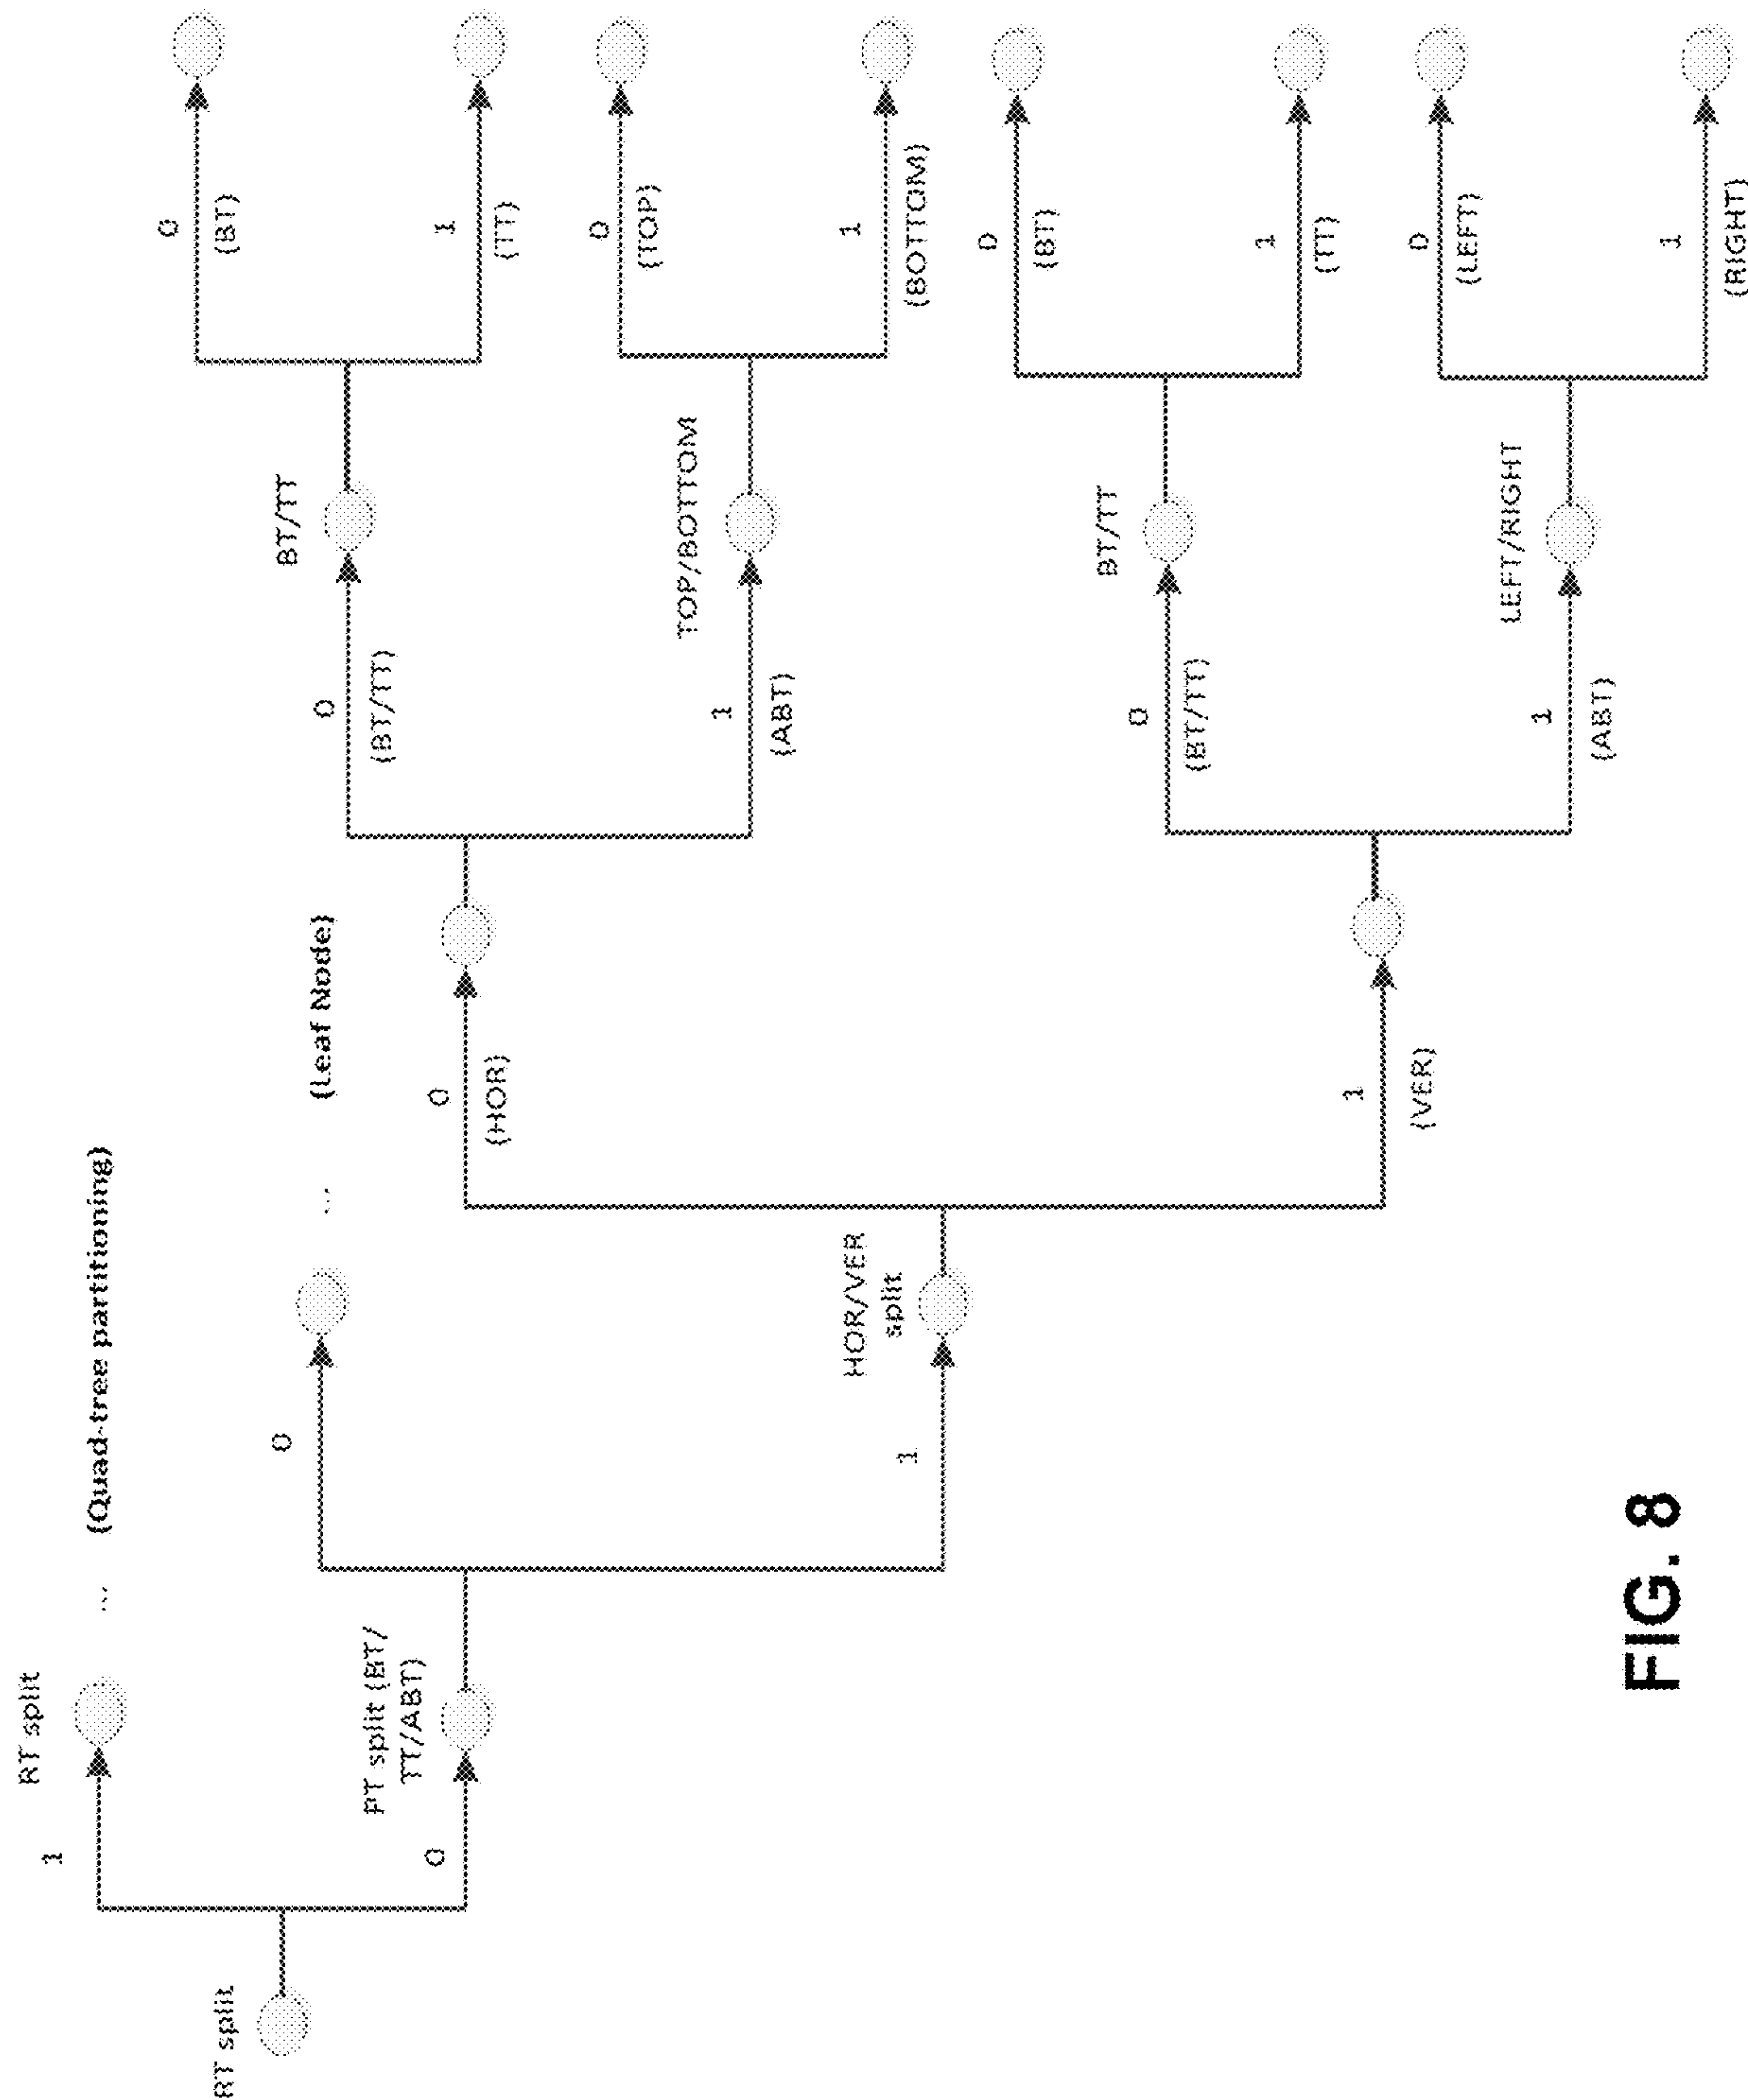 RT split
1
RT split
... (Quad-tree partitioning)
0
PT split (BT/
TT/ABT)
0
... (Leaf Node)
1
HOR/VER
split
0
(HOR)
1
(VER)
0
(BT/TT)
BT/TT
1
(ABT)
TOP/BOTTOM
0
(BT/TT)
BT/TT
1
(ABT)
LEFT/RIGHT
0
(BT)
1
(TT)
0
(TOP)
1
(BOTTOM)
0
(BT)
1
(TT)
0
(LEFT)
1
(RIGHT)
FIG. 8